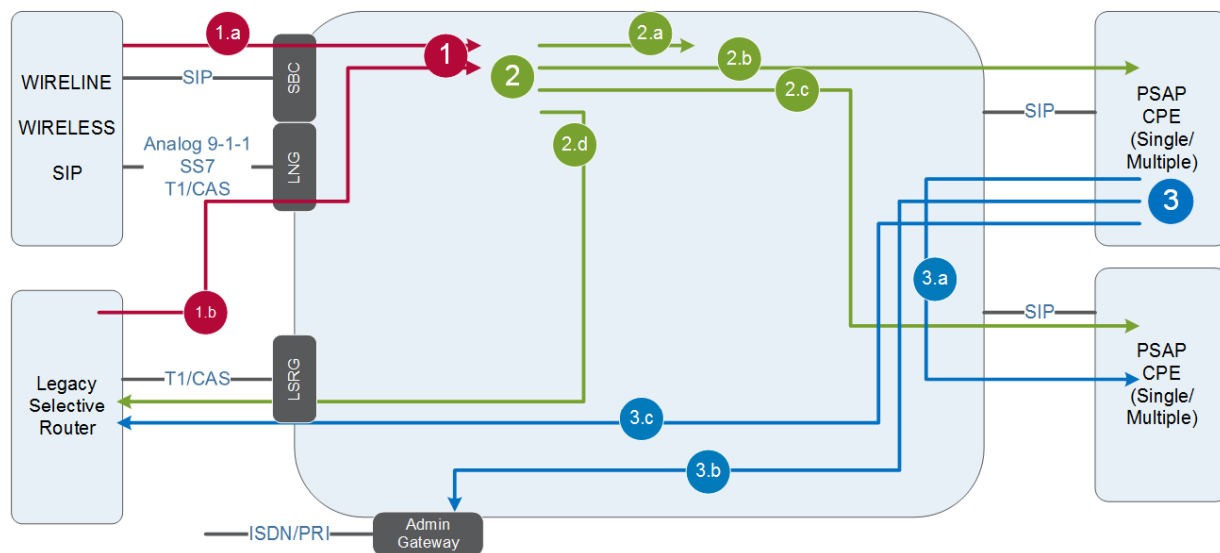 WIRELINE
WIRELESS
SIP
1.a
SIP
Analog 9-1-1
SS7
T1/CAS
SBC
LNG
1
2
2.a
2.b
2.c
2.d
SIP
PSAP
CPE
(Single/
Multiple)
3
3.a
1.b
Legacy
Selective
Router
T1/CAS
LSRG
SIP
PSAP
CPE
(Single/
Multiple)
3.c
3.b
ISDN/PRI
Admin
Gateway